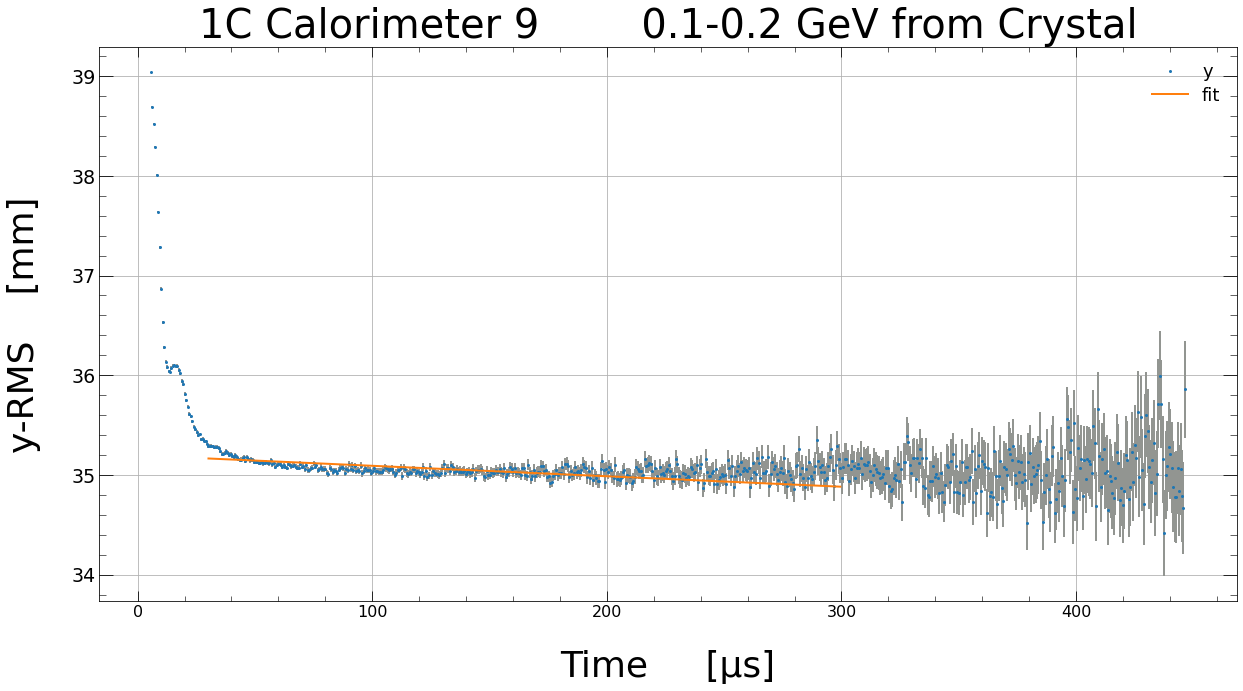 1C Calorimeter 9 0.1-0.2 GeV from Crystal
y
fit
39
38
37
36
35
34
y-RMS [mm]
0 100 200 300 400
Time [μs]